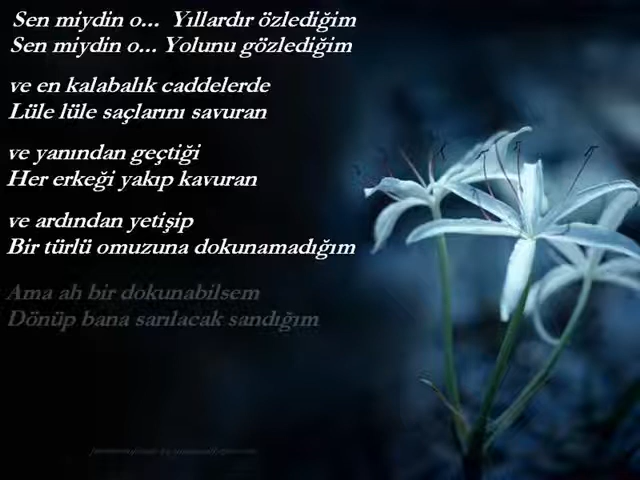 Sen miydin o... Yıllardır özlediğim
Sen miydin o... Yolunu gözlediğim
ve en kalabalık caddelerde
Lüle lüle saçlarını savuran
ve yanından geçtiği
Her erkeği yakıp kavuran
ve ardından yetişip
Bir türlü omuzuna dokunamadığım
Ama ah bir dokunabilsem
Dönüp bana sarılacak sandığım